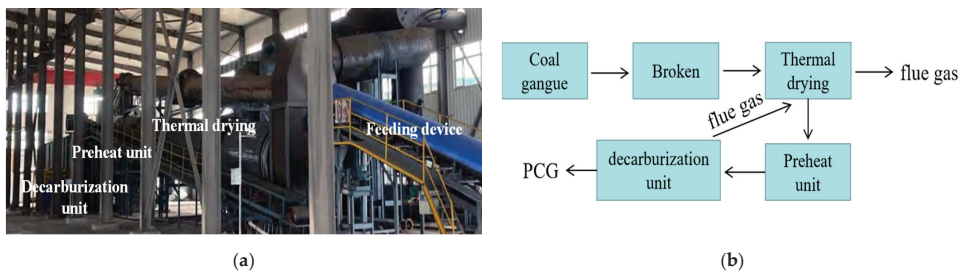 Thermal drying
Feeding device
Preheat unit
Decarburization
unit
(a)
Coal
gangue
Broken
Thermal
drying
flue gas
flue gas
PCG
decarburization
unit
Preheat
unit
(b)